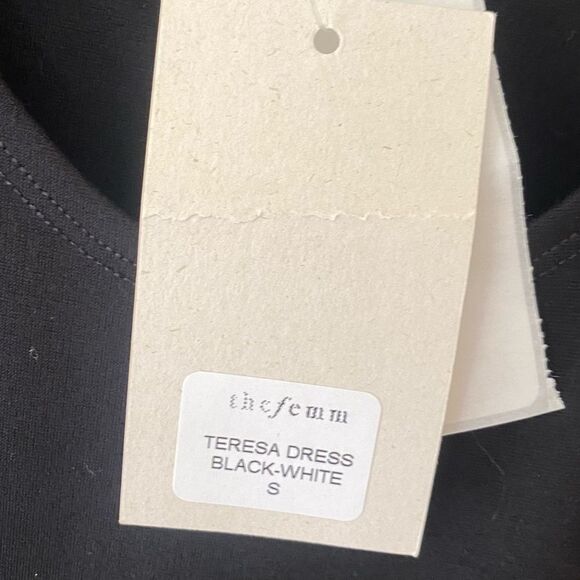 thefemm
TERESA DRESS
BLACK-WHITE
S